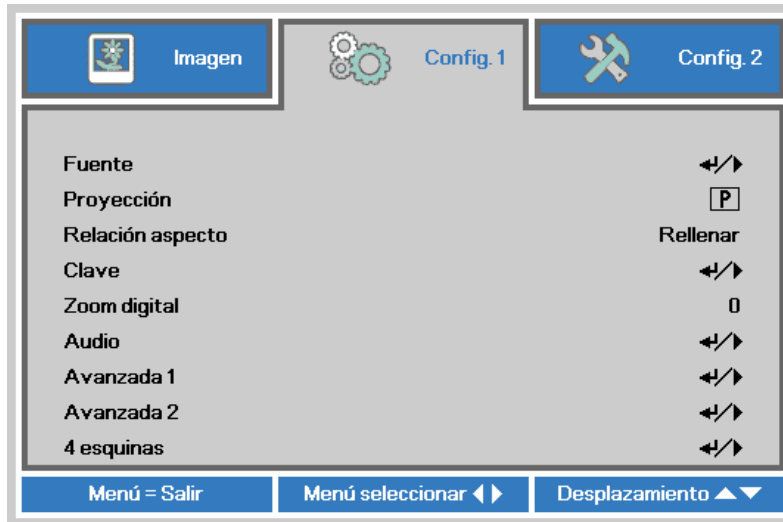 Imagen
Config. 1
Config. 2
Fuente
Proyección P
Relación aspecto Rellenar
Clave
Zoom digital 0
Audio
Avanzada 1
Avanzada 2
4 esquinas
Menú = Salir
Menú seleccionar
Desplazamiento